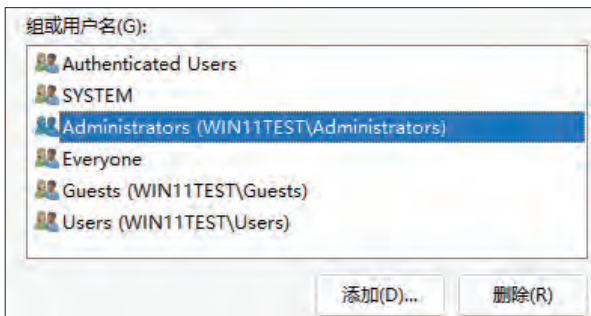 组或用户名(G):
Authenticated Users
SYSTEM
Administrators (WIN11TEST\Administrators)
Everyone
Guests (WIN11TEST\Guests)
Users (WIN11TEST\Users)
添加(D)... 删除(R)